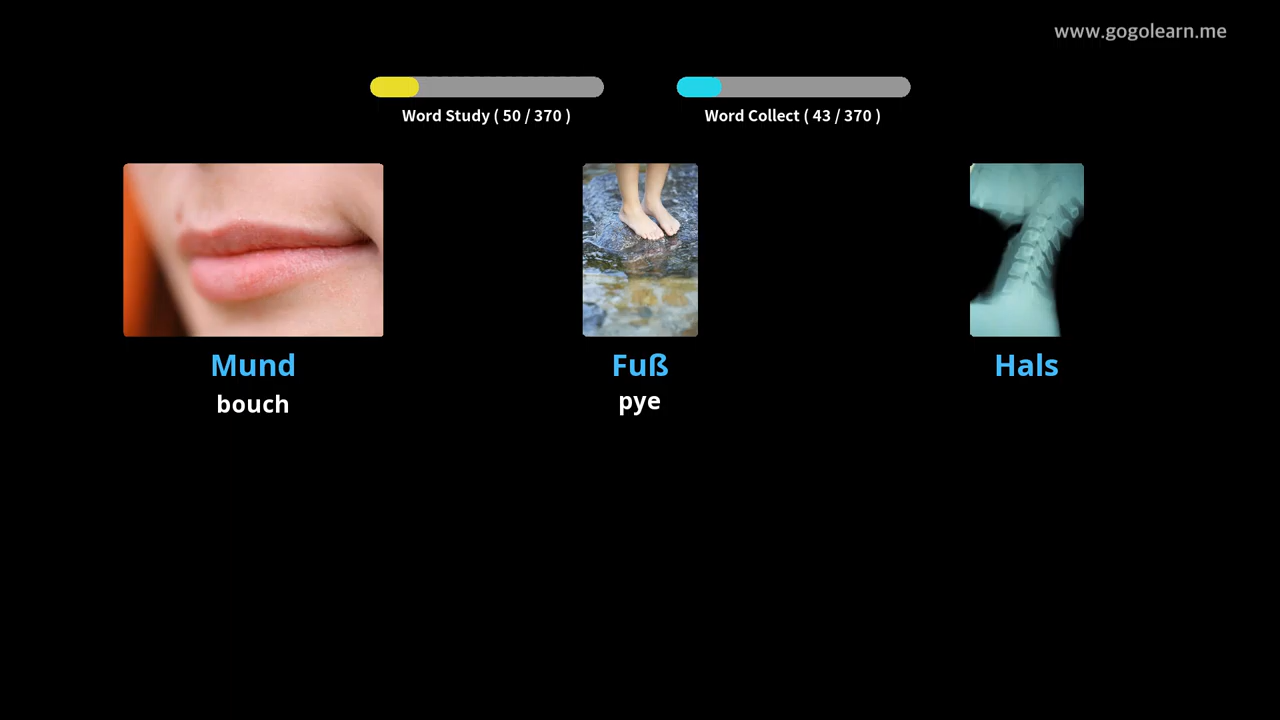 www.gogolearn.me
Word Study ( 50 / 370 )
Word Collect ( 43 / 370 )
Mund
bouch
Fuß
pye
Hals